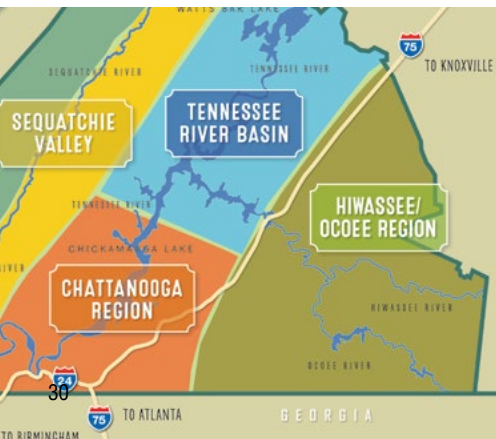 WATTS BAR LAKE
75
TO KNOXVILLE
SEQUATCHIE RIVER
TENNESSEE RIVER
SEQUATCHIE
VALLEY
TENNESSEE
RIVER BASIN
TENNESSEE RIVER
HIWASSEE/
OCOEE REGION
CHICKAMAUGA LAKE
RIVER
CHATTANOOGA
REGION
HIWASSEE RIVER
OCOEE RIVER
24
30
75
TO ATLANTA
GEORGIA
TO BIRMINGHAM